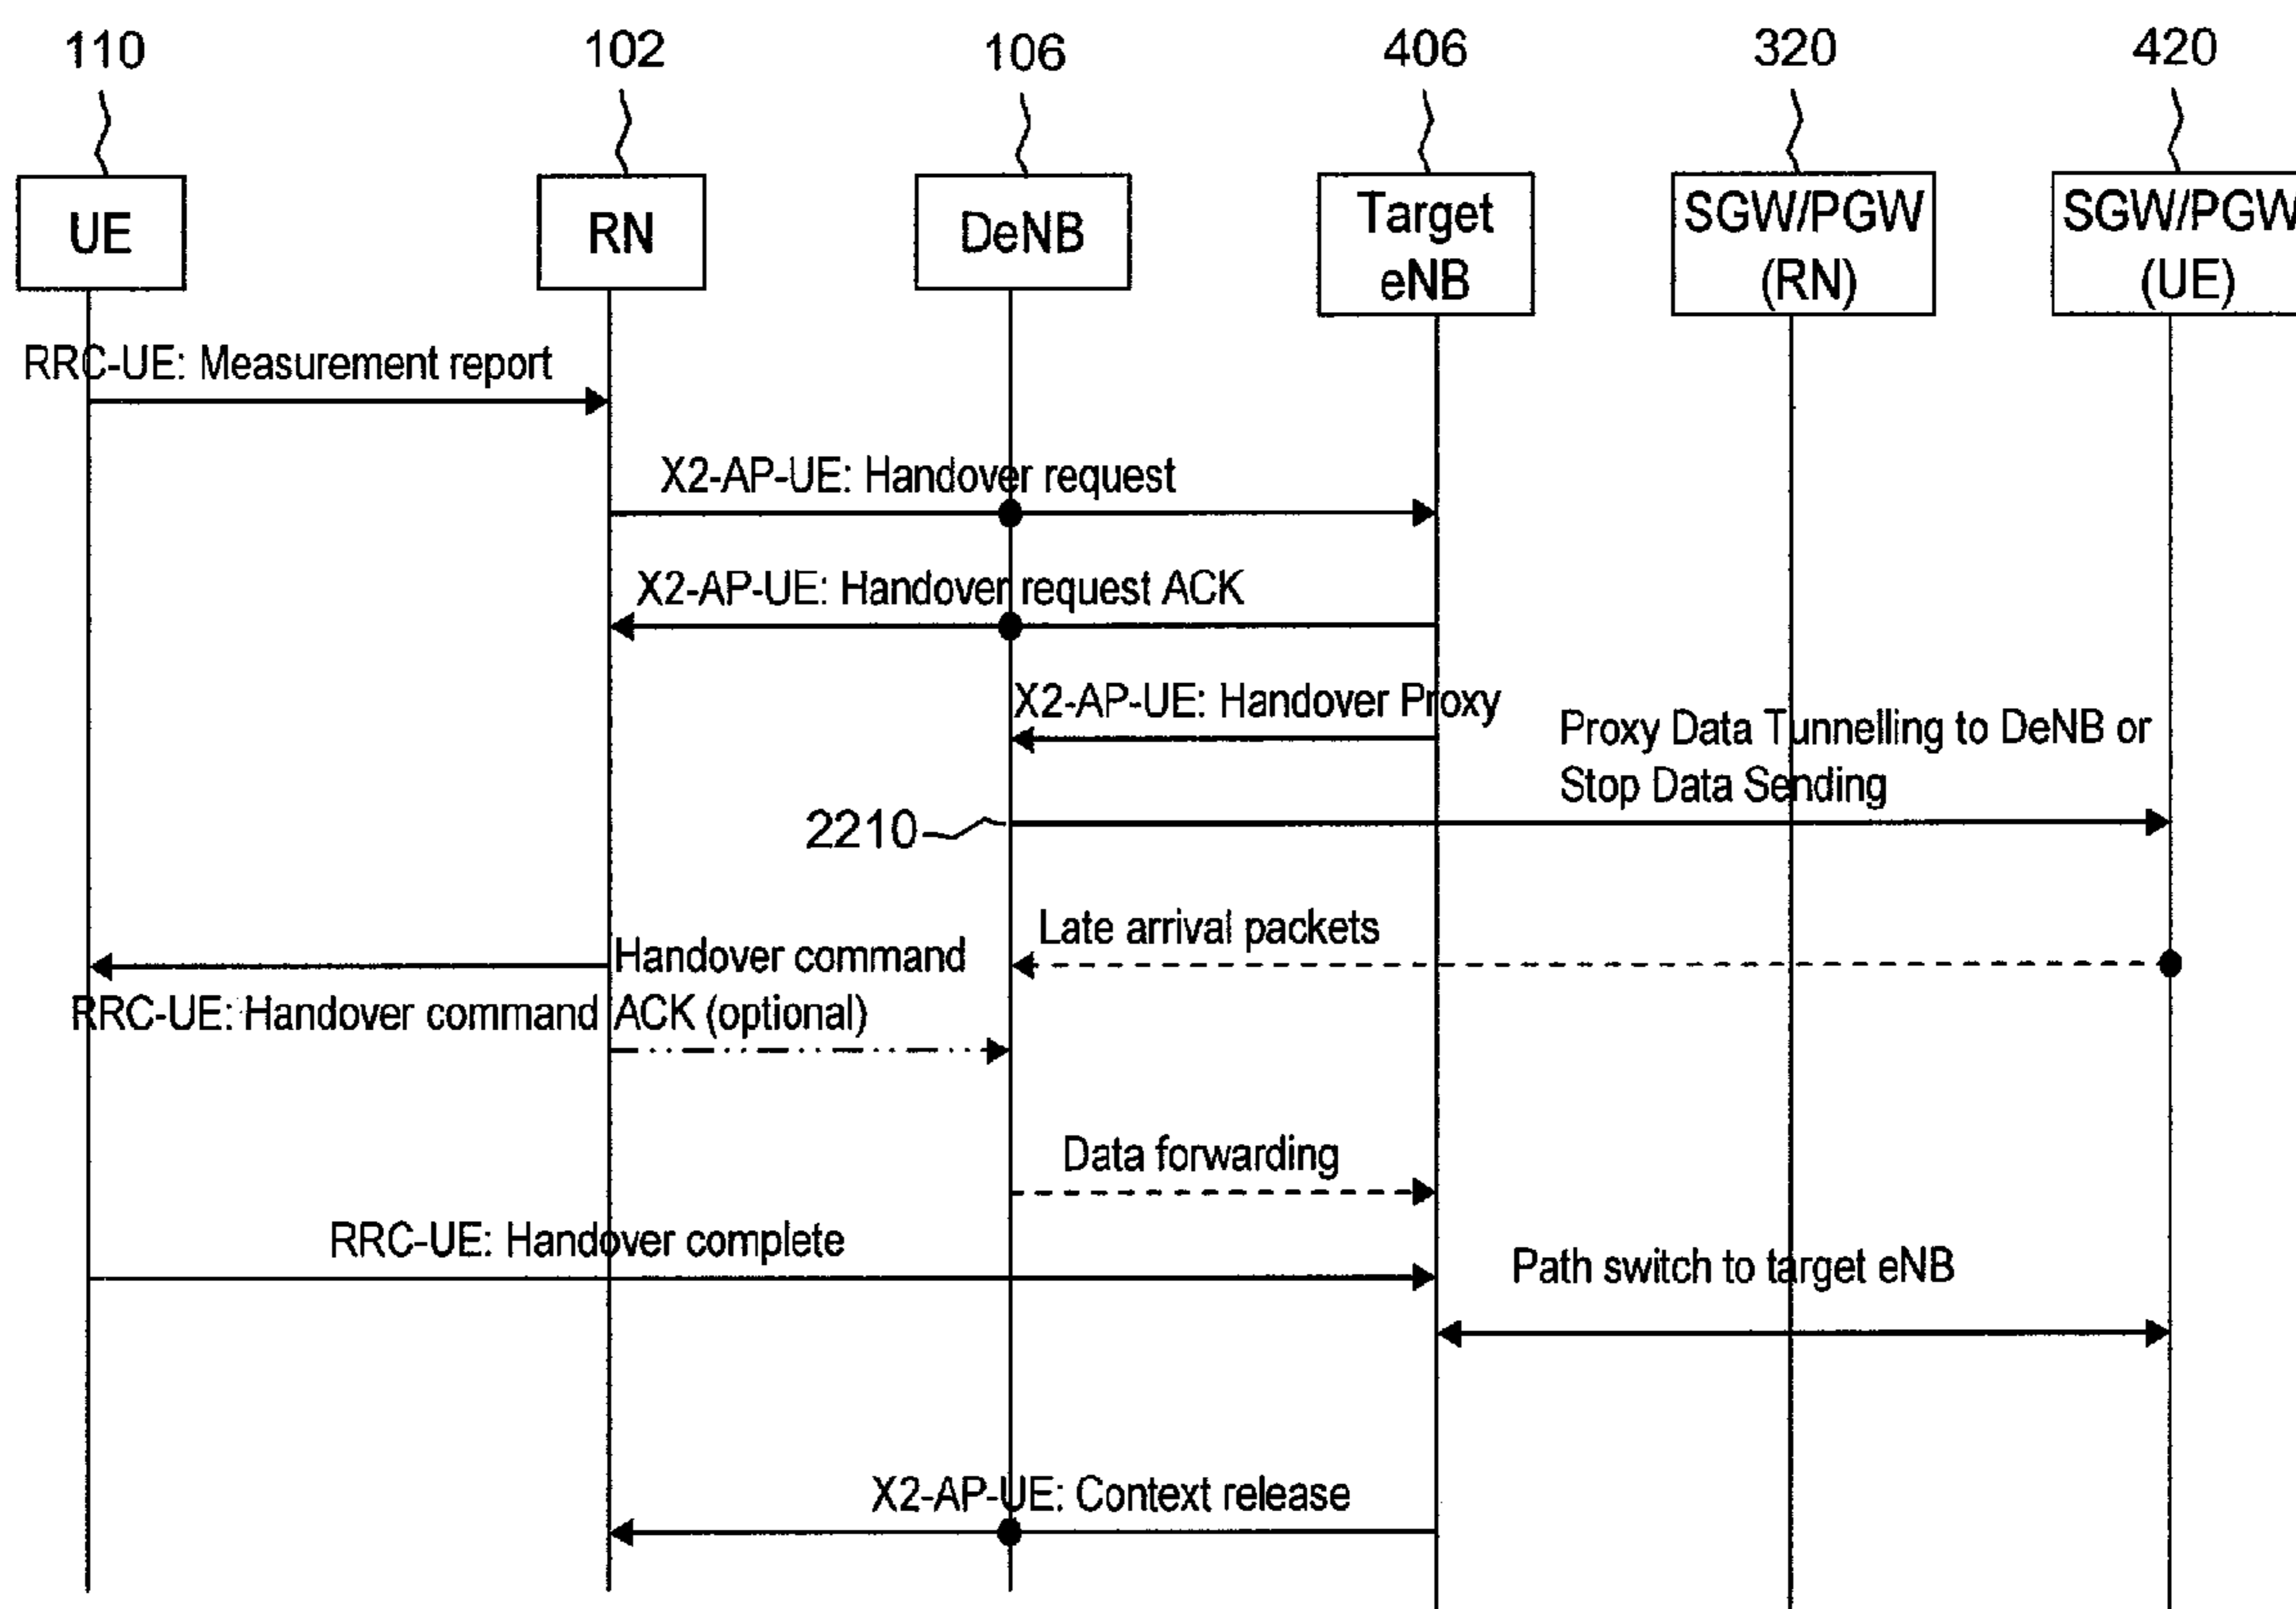 110
102
106
406
320
420
UE
RN
DeNB
Target
eNB
SGW/PGW
(RN)
SGW/PGW
(UE)
RRC-UE: Measurement report
X2-AP-UE: Handover request
X2-AP-UE: Handover request ACK
X2-AP-UE: Handover Proxy
Proxy Data Tunnelling to DeNB or
Stop Data Sending
2210
Late arrival packets
Handover command
RRC-UE: Handover command ACK (optional)
Data forwarding
RRC-UE: Handover complete
Path switch to target eNB
X2-AP-UE: Context release